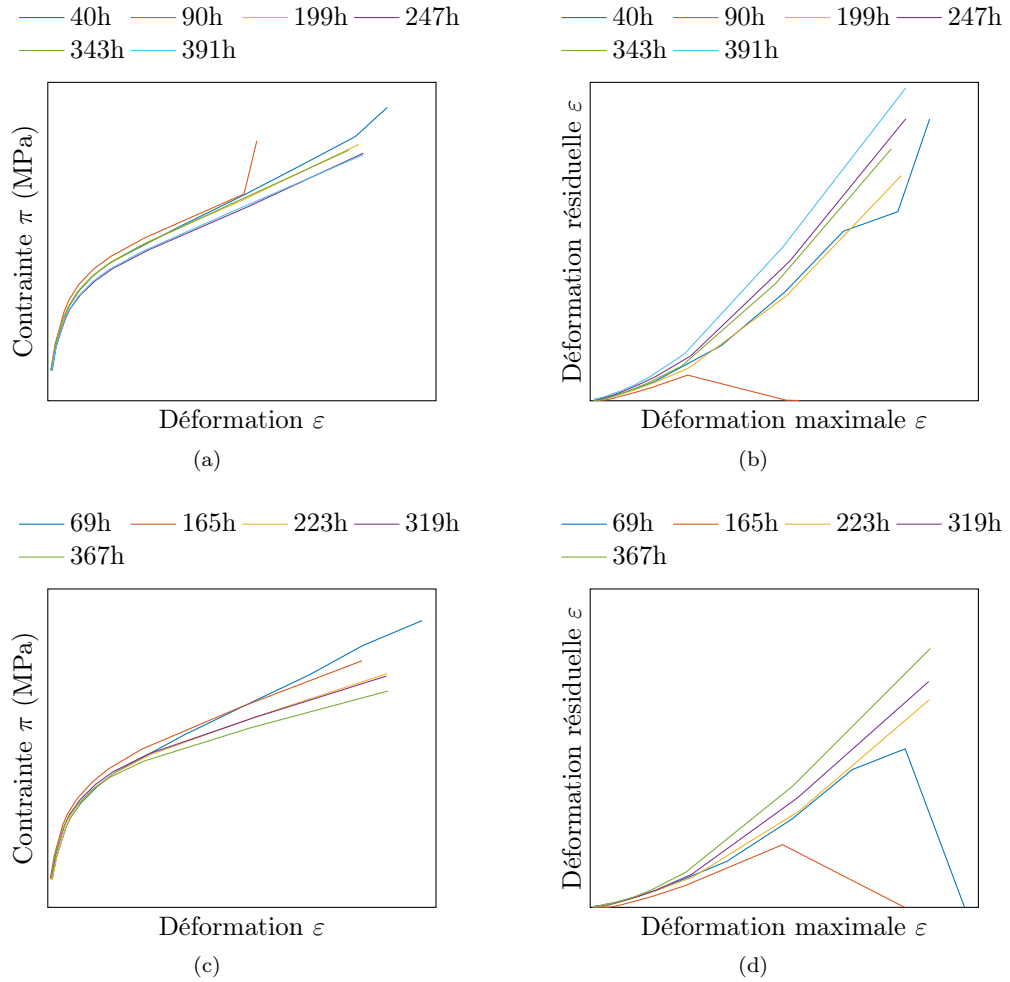 40h 90h 199h 247h
343h 391h
Contrainte π (MPa)
Déformation ε
(a)
40h 90h 199h 247h
343h 391h
Déformation résiduelle ε
Déformation maximale ε
(b)
69h 165h 223h 319h
367h
Contrainte π (MPa)
Déformation ε
(c)
69h 165h 223h 319h
367h
Déformation résiduelle ε
Déformation maximale ε
(d)